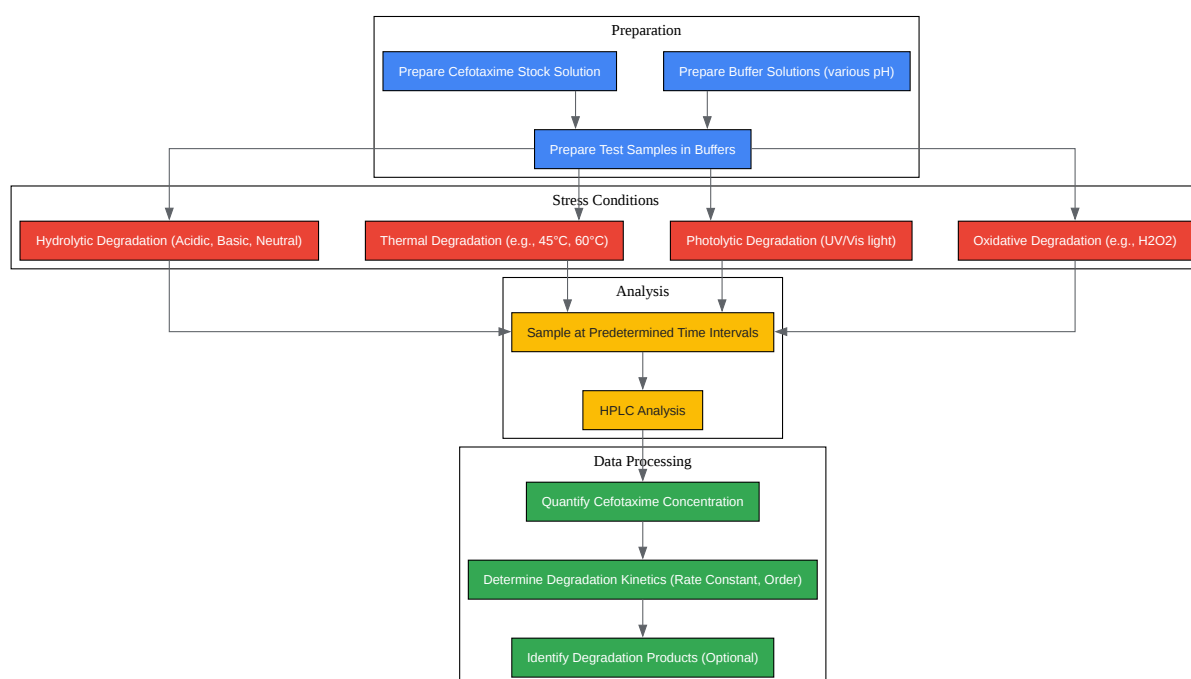 Preparation
Prepare Cefotaxime Stock Solution
Prepare Buffer Solutions (various pH)
Prepare Test Samples in Buffers
Stress Conditions
Hydrolytic Degradation (Acidic, Basic, Neutral)
Thermal Degradation (e.g., 45°C, 60°C)
Photolytic Degradation (UV/Vis light)
Oxidative Degradation (e.g., H2O2)
Analysis
Sample at Predetermined Time Intervals
HPLC Analysis
Data Processing
Quantify Cefotaxime Concentration
Determine Degradation Kinetics (Rate Constant, Order)
Identify Degradation Products (Optional)